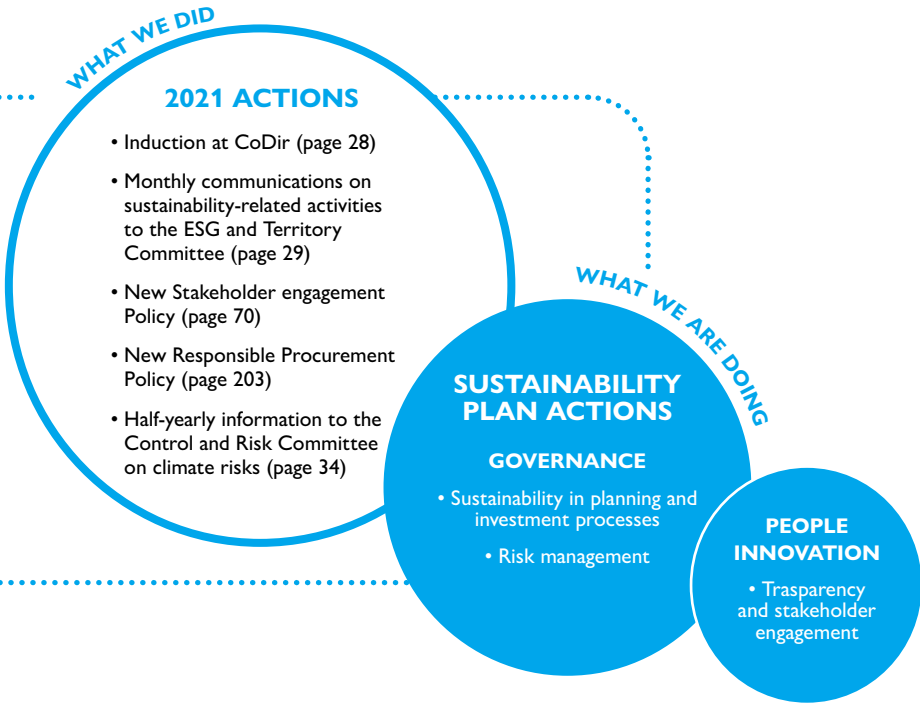 WHAT WE DID
2021 ACTIONS
• Induction at CoDir (page 28)
• Monthly communications on
sustainability-related activities
to the ESG and Territory
Committee (page 29)
• New Stakeholder engagement
Policy (page 70)
• New Responsible Procurement
Policy (page 203)
• Half-yearly information to the
Control and Risk Committee
on climate risks (page 34)
WHAT WE ARE DOING
SUSTAINABILITY
PLAN ACTIONS
GOVERNANCE
• Sustainability in planning and
investment processes
• Risk management
PEOPLE
INNOVATION
• Trasparency
and stakeholder
engagement